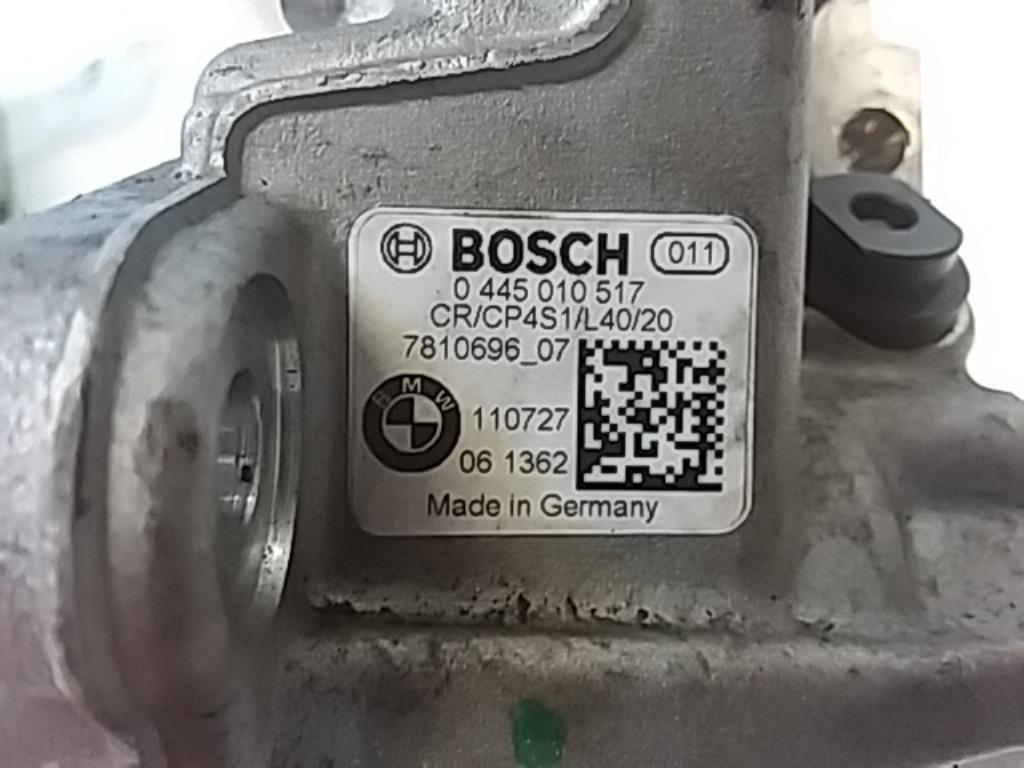 BOSCH 011
0 445 010 517
CR/CP4S1/L40/20
7810696_07
BMW
110727
06 1362
Made in Germany